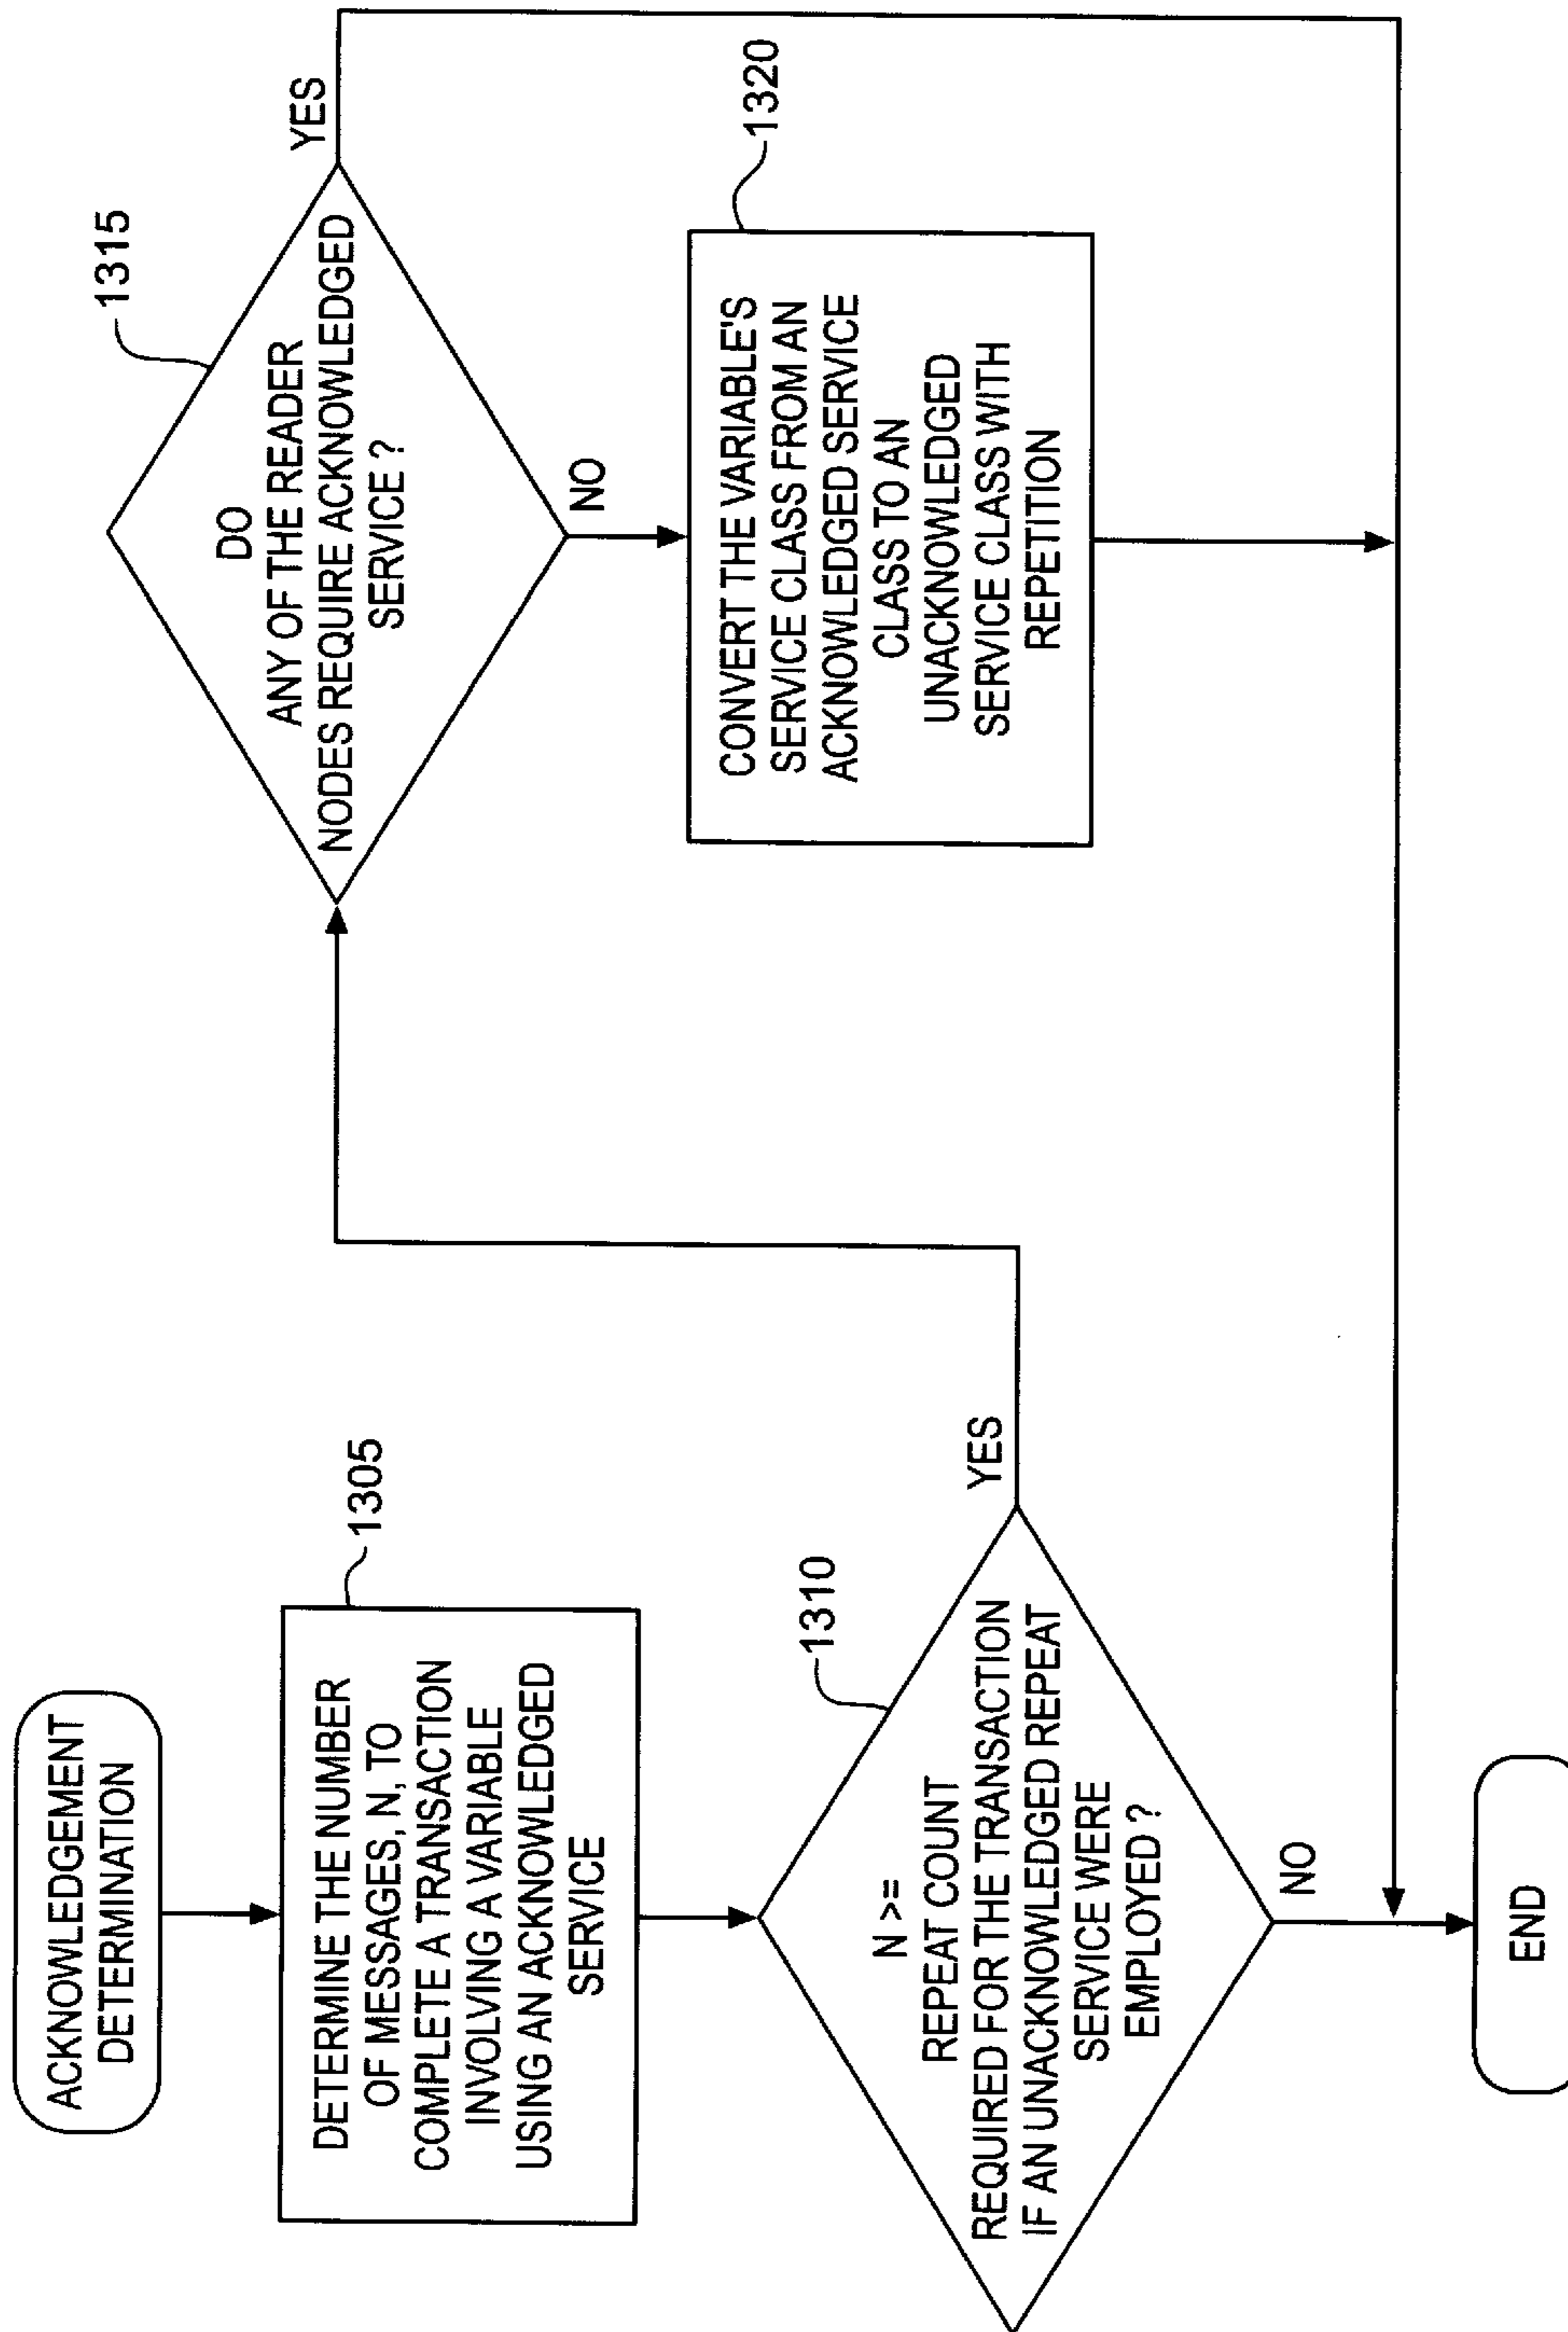 ACKNOWLEDGEMENT
DETERMINATION
1305
DETERMINE THE NUMBER
OF MESSAGES, N, TO
COMPLETE A TRANSACTION
INVOLVING A VARIABLE
USING AN ACKNOWLEDGED
SERVICE
1310
N >=
REPEAT COUNT
REQUIRED FOR THE TRANSACTION
IF AN UNACKNOWLEDGED REPEAT
SERVICE WERE
EMPLOYED ?
YES
NO
END
1315
DO
ANY OF THE READER
NODES REQUIRE ACKNOWLEDGED
SERVICE ?
YES
NO
1320
CONVERT THE VARIABLE'S
SERVICE CLASS FROM AN
ACKNOWLEDGED SERVICE
CLASS TO AN
UNACKNOWLEDGED
SERVICE CLASS WITH
REPETITION